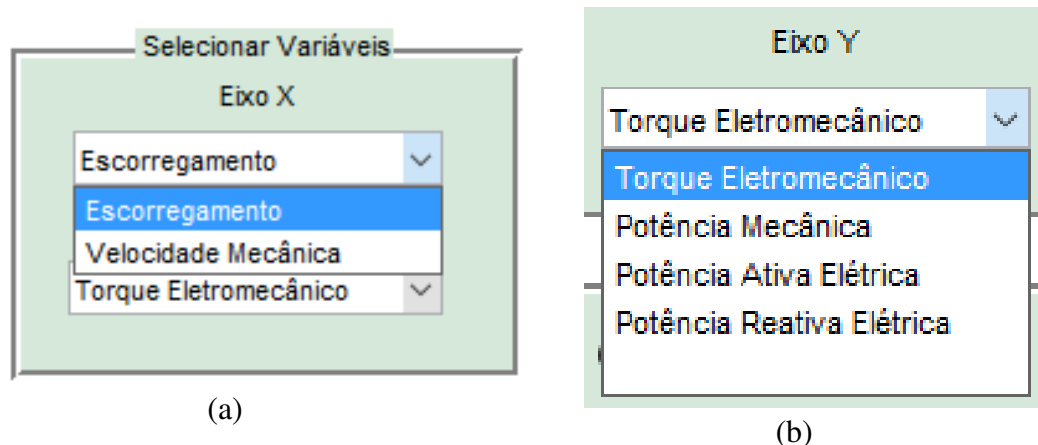 Selecionar Variáveis
Eixo X
Escorregamento
Escorregamento
Velocidade Mecânica
Torque Eletromecânico
(a)
Eixo Y
Torque Eletromecânico
Torque Eletromecânico
Potência Mecânica
Potência Ativa Elétrica
Potência Reativa Elétrica
(b)